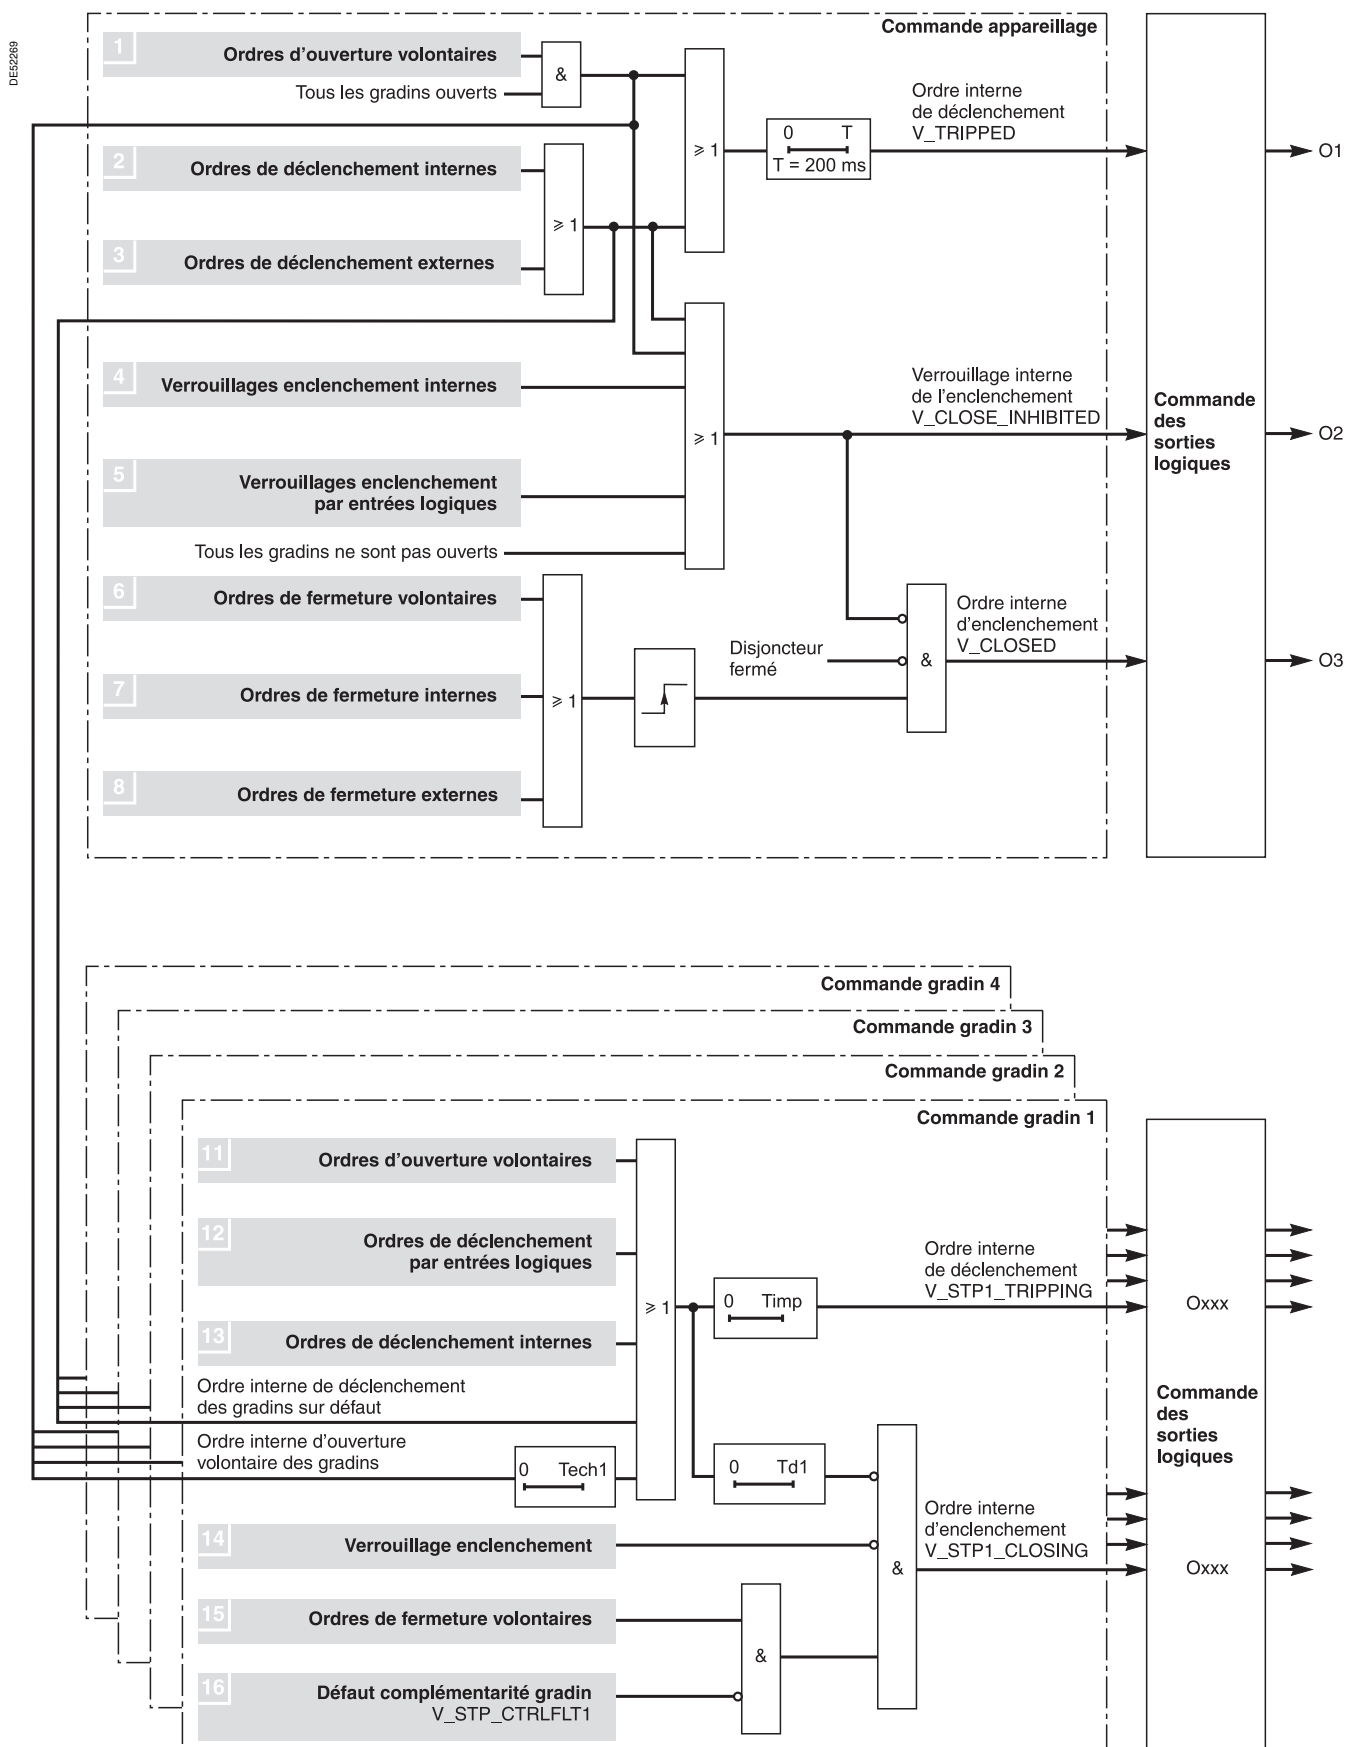 DE52269
Commande appareillage
1
Ordres d'ouverture volontaires
Tous les gradins ouverts
&
2
Ordres de déclenchement internes
3
Ordres de déclenchement externes
⩾ 1
⩾ 1
0 T
T = 200 ms
Ordre interne
de déclenchement
V_TRIPPED
O1
4
Verrouillages enclenchement internes
5
Verrouillages enclenchement
par entrées logiques
Tous les gradins ne sont pas ouverts
⩾ 1
Verrouillage interne
de l'enclenchement
V_CLOSE_INHIBITED
Commande
des
sorties
logiques
O2
6
Ordres de fermeture volontaires
7
Ordres de fermeture internes
8
Ordres de fermeture externes
⩾ 1
Disjoncteur
fermé
&
Ordre interne
d'enclenchement
V_CLOSED
O3
Commande gradin 4
Commande gradin 3
Commande gradin 2
Commande gradin 1
11
Ordres d'ouverture volontaires
12
Ordres de déclenchement
par entrées logiques
13
Ordres de déclenchement internes
Ordre interne de déclenchement
des gradins sur défaut
Ordre interne d'ouverture
volontaire des gradins
0 Tech1
⩾ 1
0 Timp
Ordre interne
de déclenchement
V_STP1_TRIPPING
Oxxx
Commande
des
sorties
logiques
0 Td1
14
Verrouillage enclenchement
15
Ordres de fermeture volontaires
16
Défaut complémentarité gradin
V_STP_CTRLFLT1
&
&
Ordre interne
d'enclenchement
V_STP1_CLOSING
Oxxx